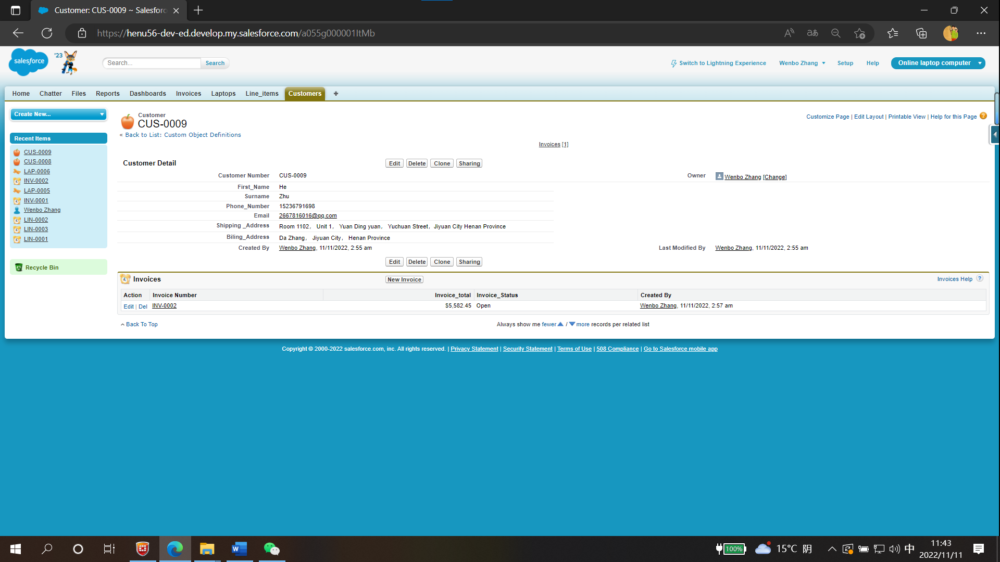 Customer: CUS-0009 ~ Salesforc
https://henu56-dev-ed.develop.my.salesforce.com/a055g000001ItMb
salesforce '23 Search... Search Switch to Lightning Experience Wenbo Zhang Setup Help Online laptop computer
Home Chatter Files Reports Dashboards Invoices Laptops Line_items Customers +
Create New...
Recent Items
CUS-0009
CUS-0008
LAP-0006
INV-0002
LAP-0005
INV-0001
Wenbo Zhang
LIN-0002
LIN-0003
LIN-0001
Recycle Bin
Customer
CUS-0009
« Back to List: Custom Object Definitions
Customize Page | Edit Layout | Printable View | Help for this Page ?
Invoices [1]
Customer Detail Edit Delete Clone Sharing
Customer Number CUS-0009 Owner Wenbo Zhang [Change]
First_Name He
Surname Zhu
Phone_Number 15236791698
Email 2667816016@qq.com
Shipping _Address Room 1102， Unit 1， Yuan Ding yuan， Yuchuan Street，Jiyuan City Henan Province
Biling_Address Da Zhang， Jiyuan City， Henan Province
Created By Wenbo Zhang, 11/11/2022, 2:55 am Last Modified By Wenbo Zhang, 11/11/2022, 2:55 am
Edit Delete Clone Sharing
Invoices New Invoice Invoices Help ?
Action Invoice Number Invoice_total Invoice_Status Created By
Edit | Del INV-0002 $5,582.45 Open Wenbo Zhang, 11/11/2022, 2:57 am
Back To Top Always show me fewer / more records per related list
Copyright © 2000-2022 salesforce.com, inc. All rights reserved. | Privacy Statement | Security Statement | Terms of Use | 508 Compliance | Go to Salesforce mobile app
100% 15°C 阴 中 11:43
2022/11/11